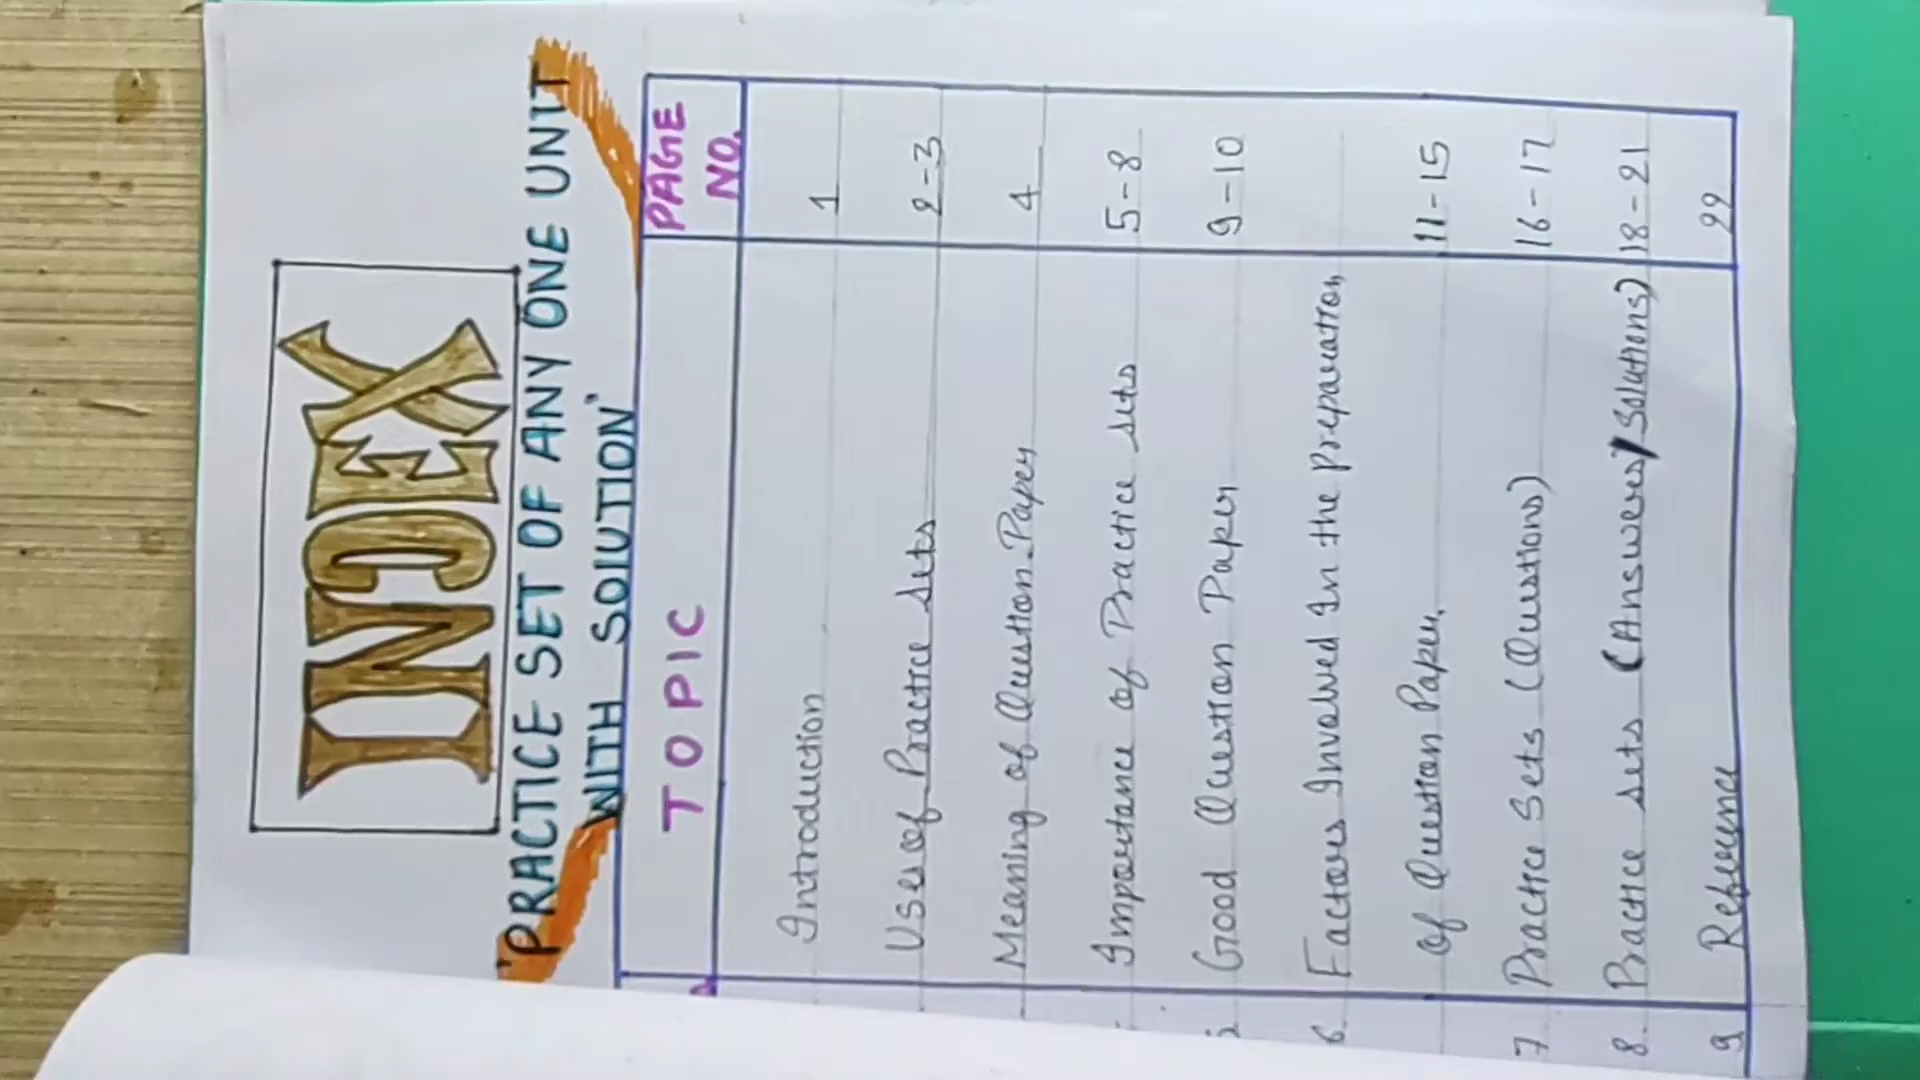 INDEX
'PRACTICE SET OF ANY ONE UNIT
WITH SOLUTION'
TOPIC PAGE NO.
Introduction 1
Uses of Practice Sets 2-3
Meaning of Question Paper 4
Importance of Practice sets 5-8
Good Question Paper 9-10
6. Factors Involved In the Preparation
of Question Paper. 11-15
7. Practice Sets (Questions) 16-17
8. Practice sets (Answers/Solutions) 18-21
9 Reference 22